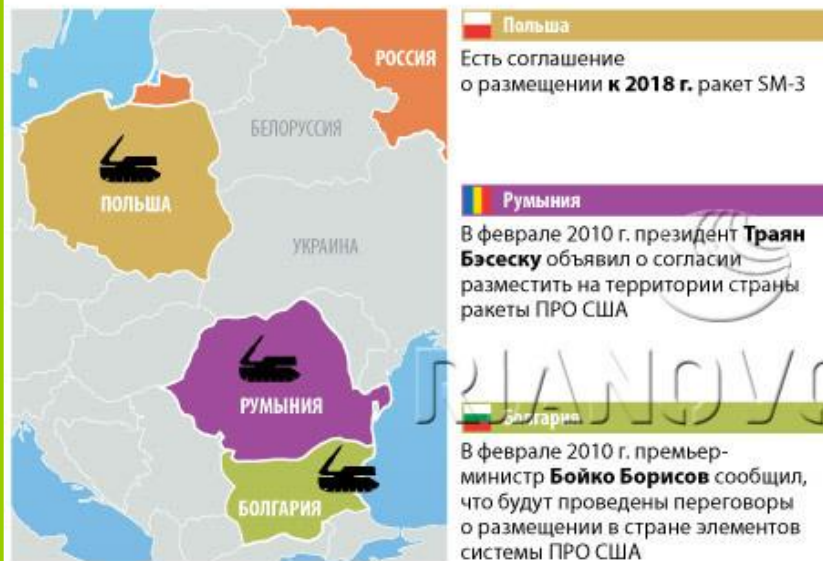 РОССИЯ
БЕЛОРУССИЯ
ПОЛЬША
УКРАИНА
РУМЫНИЯ
БОЛГАРИЯ
Польша
Есть соглашение
о размещении к 2018 г. ракет SM-3
Румыния
В феврале 2010 г. президент Траян
Бэсеску объявил о согласии
разместить на территории страны
ракеты ПРО США
RIANOVO
Болгария
В феврале 2010 г. премьер-
министр Бойко Борисов сообщил,
что будут проведены переговоры
о размещении в стране элементов
системы ПРО США